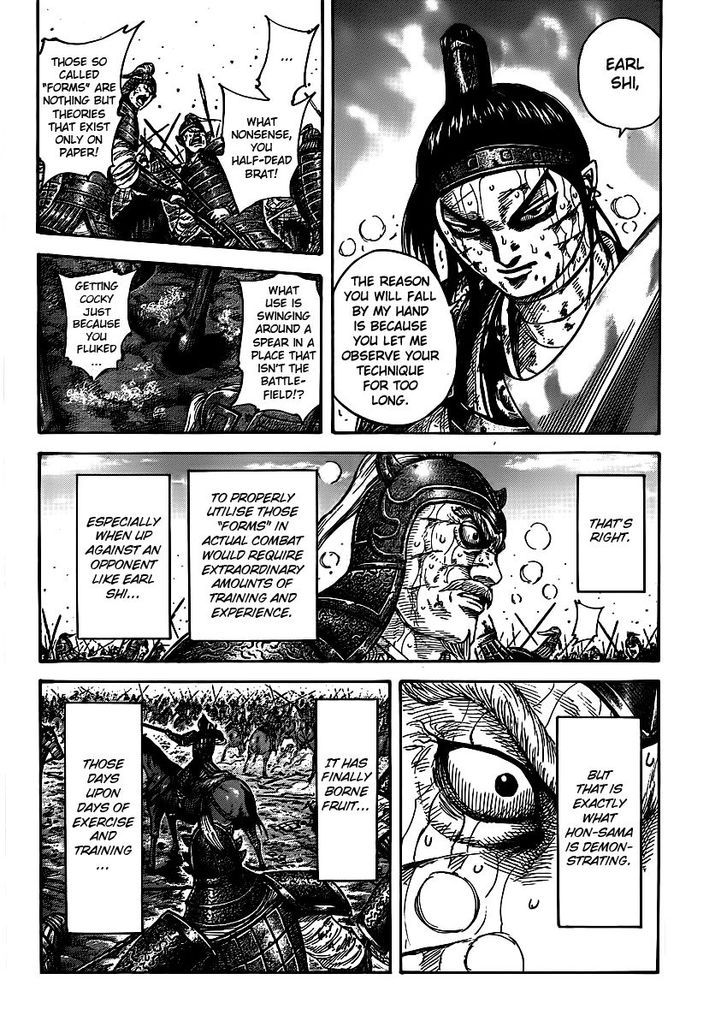 EARL
SHI,
THE REASON
YOU WILL FALL
BY MY HAND
IS BECAUSE
YOU LET ME
OBSERVE YOUR
TECHNIQUE
FOR TOO
LONG.
...
WHAT
NONSENSE,
YOU
HALF-DEAD
BRAT!
THOSE SO
CALLED
"FORMS" ARE
NOTHING BUT
THEORIES
THAT EXIST
ONLY ON
PAPER!
WHAT
USE IS
SWINGING
AROUND A
SPEAR IN A
PLACE THAT
ISN'T THE
BATTLE-
FIELD!?
GETTING
COCKY
JUST
BECAUSE
YOU
FLUKED
...
THAT'S
RIGHT.
TO PROPERLY
UTILISE THOSE
"FORMS" IN
ACTUAL COMBAT
WOULD REQUIRE
EXTRAORDINARY
AMOUNTS OF
TRAINING AND
EXPERIENCE.
ESPECIALLY
WHEN UP
AGAINST AN
OPPONENT
LIKE EARL
SHI...
BUT
THAT IS
EXACTLY
WHAT
HON-SAMA
IS DEMON-
STRATING.
IT HAS
FINALLY
BORNE
FRUIT...
THOSE
DAYS
UPON
DAYS OF
EXERCISE
AND
TRAINING
...